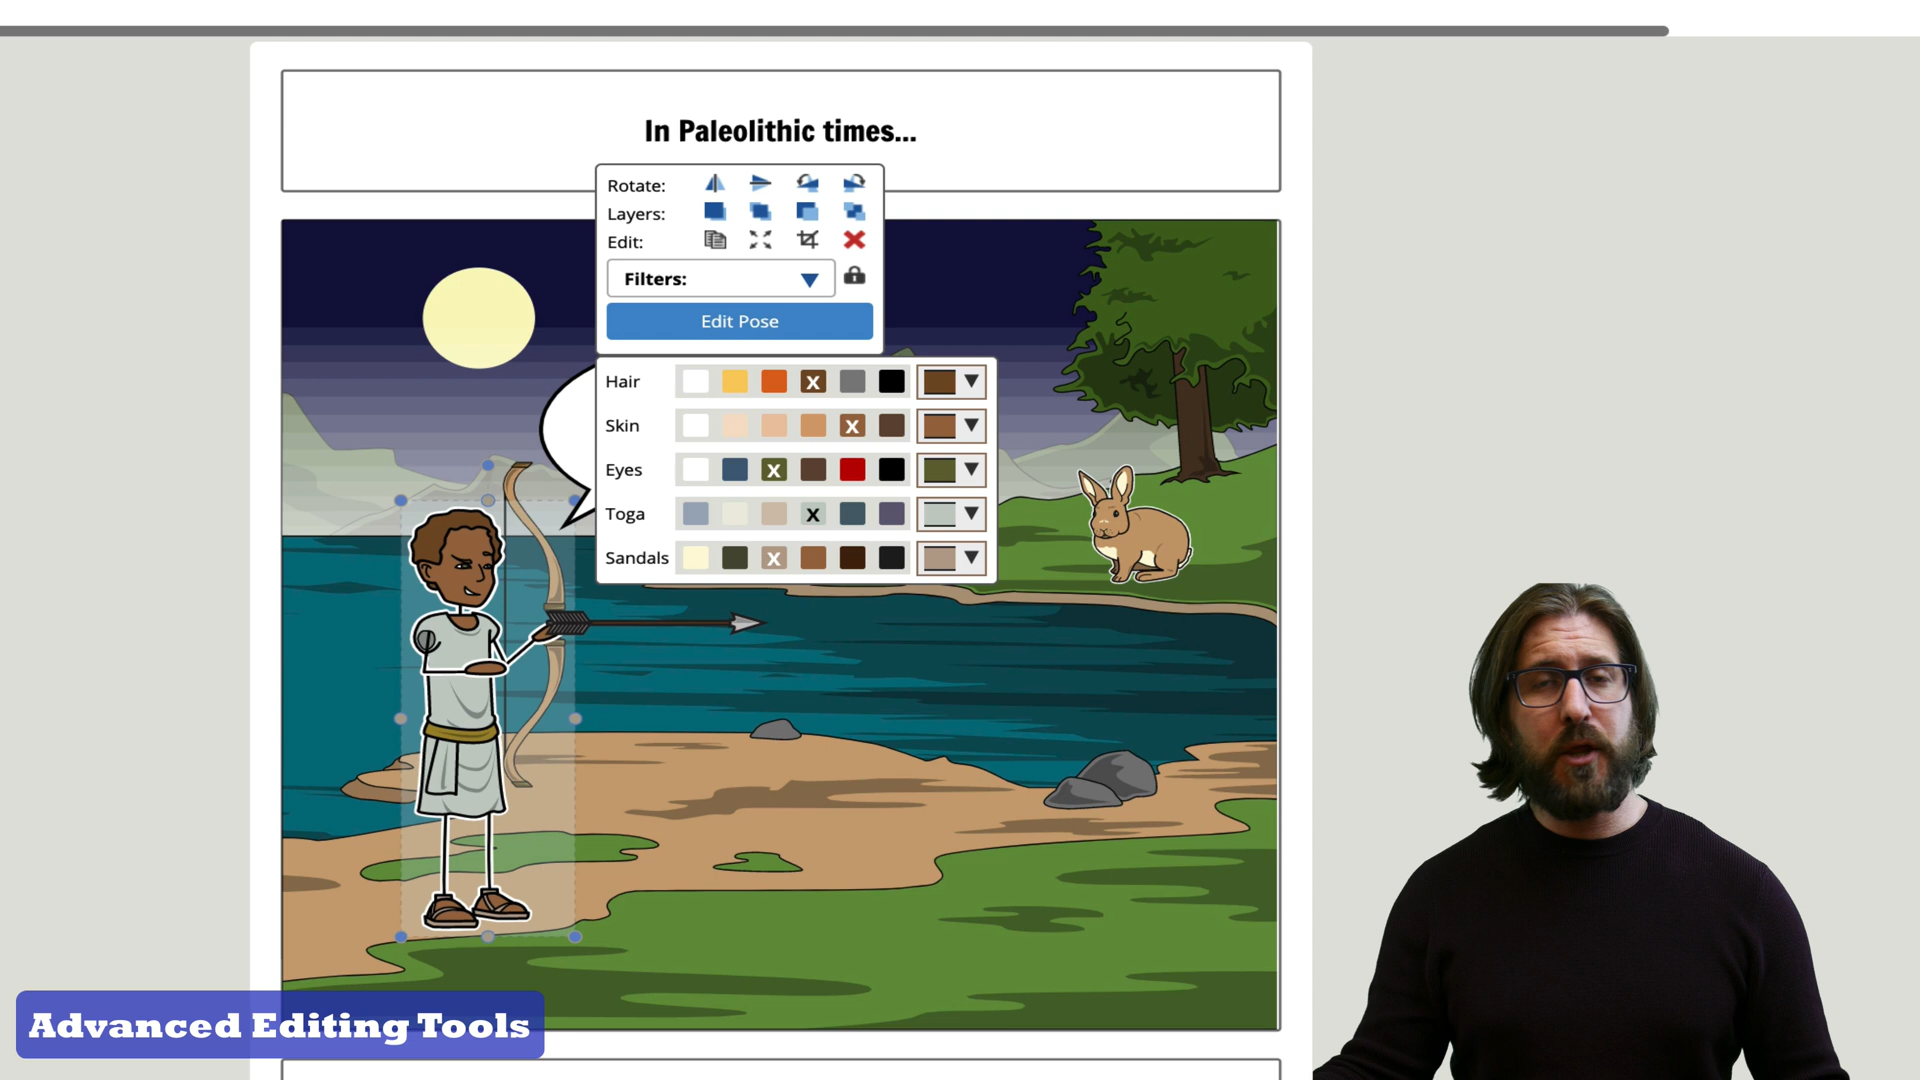 In Paleolithic times...
Rotate:
Layers:
Edit:
Filters:
Edit Pose
Hair X
Skin X
Eyes X
Toga X
Sandals X
Advanced Editing Tools